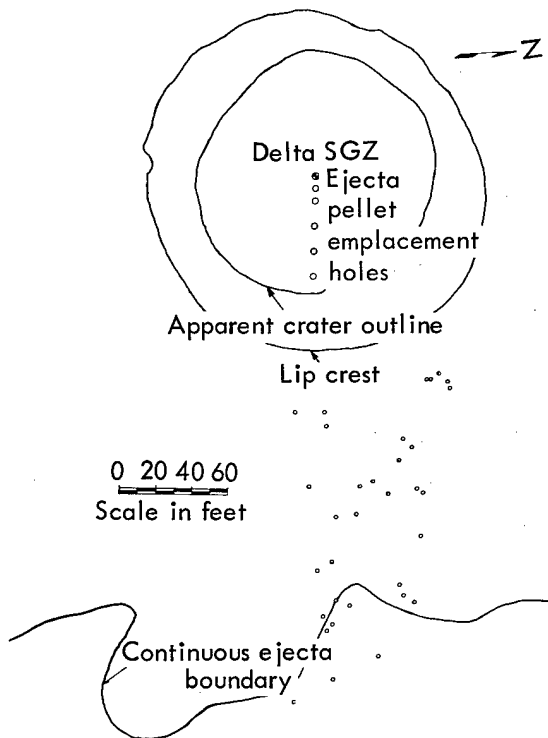 Z
Delta SGZ
Ejecta
pellet
emplacement
holes
Apparent crater outline
Lip crest
0 20 40 60
Scale in feet
Continuous ejecta
boundary